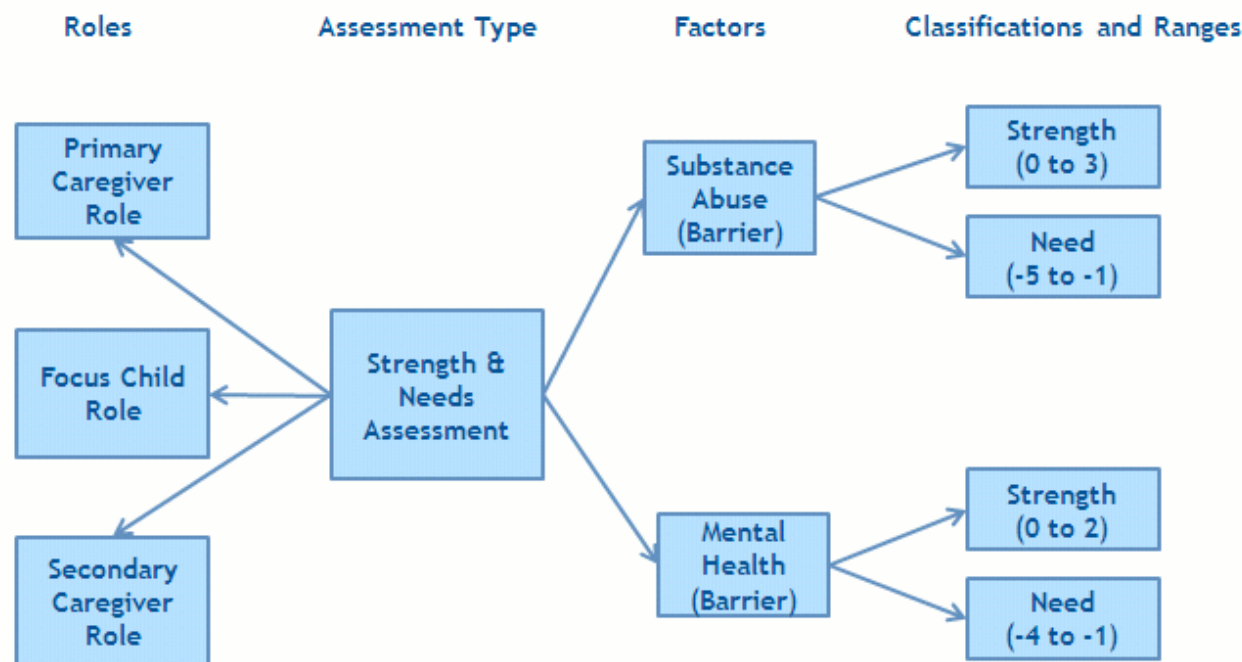 Roles Assessment Type Factors Classifications and Ranges
Primary
Caregiver
Role
Focus Child
Role
Secondary
Caregiver
Role
Strength &
Needs
Assessment
Substance
Abuse
(Barrier)
Mental
Health
(Barrier)
Strength
(0 to 3)
Need
(-5 to -1)
Strength
(0 to 2)
Need
(-4 to -1)